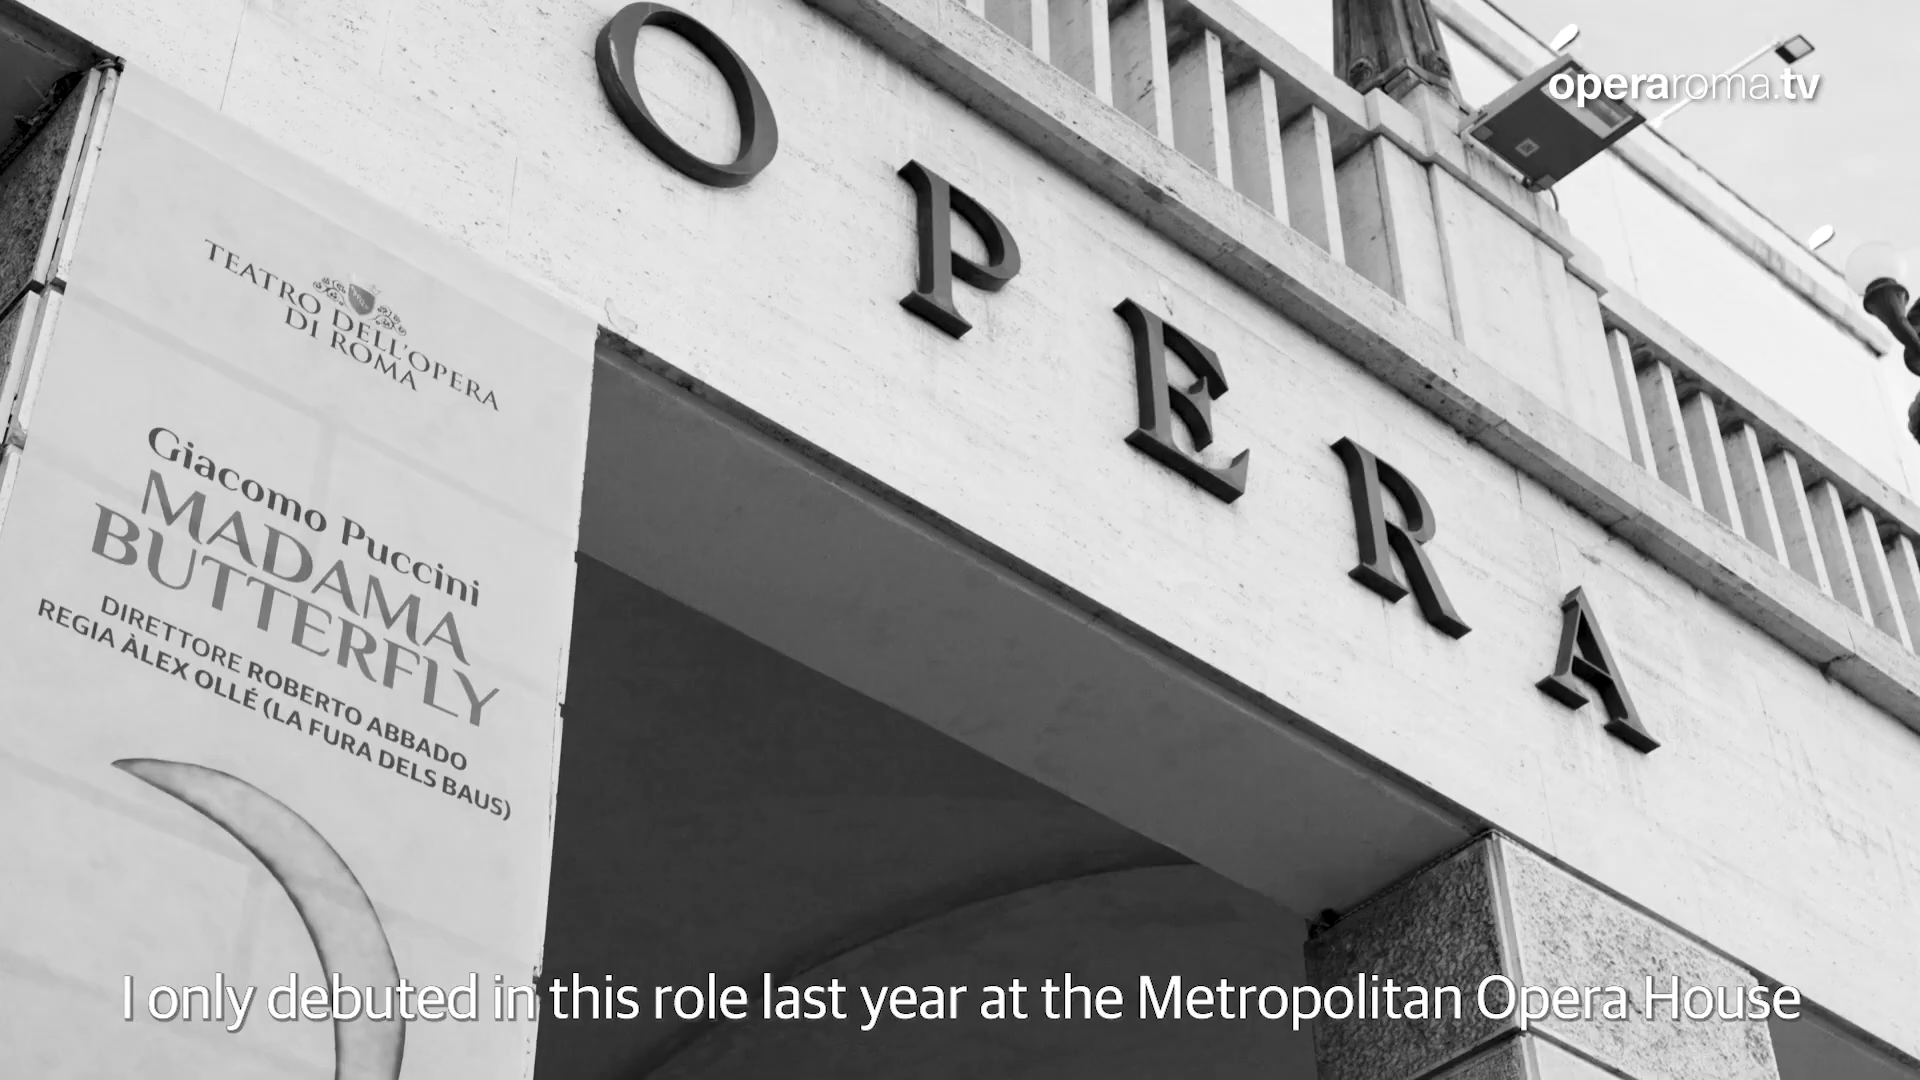 OPERA
operaroma.tv
TEATRO DELL'OPERA
DI ROMA
Giacomo Puccini
MADAMA
BUTTERFLY
DIRETTORE ROBERTO ABBADO
REGIA ÀLEX OLLÉ (LA FURA DELS BAUS)
I only debuted in this role last year at the Metropolitan Opera House